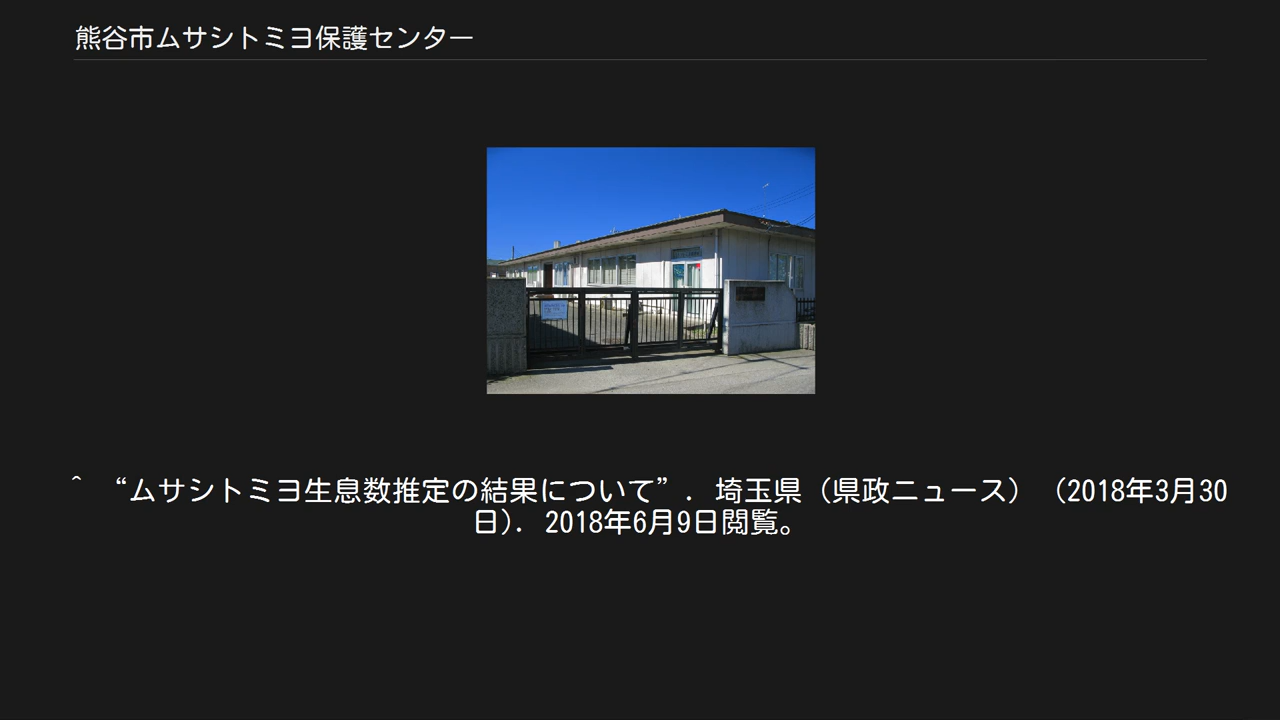 熊谷市ムサシトミヨ保護センター
^ “ムサシトミヨ生息数推定の結果について”. 埼玉県（県政ニュース） （2018年3月30
日). 2018年6月9日閲覧。